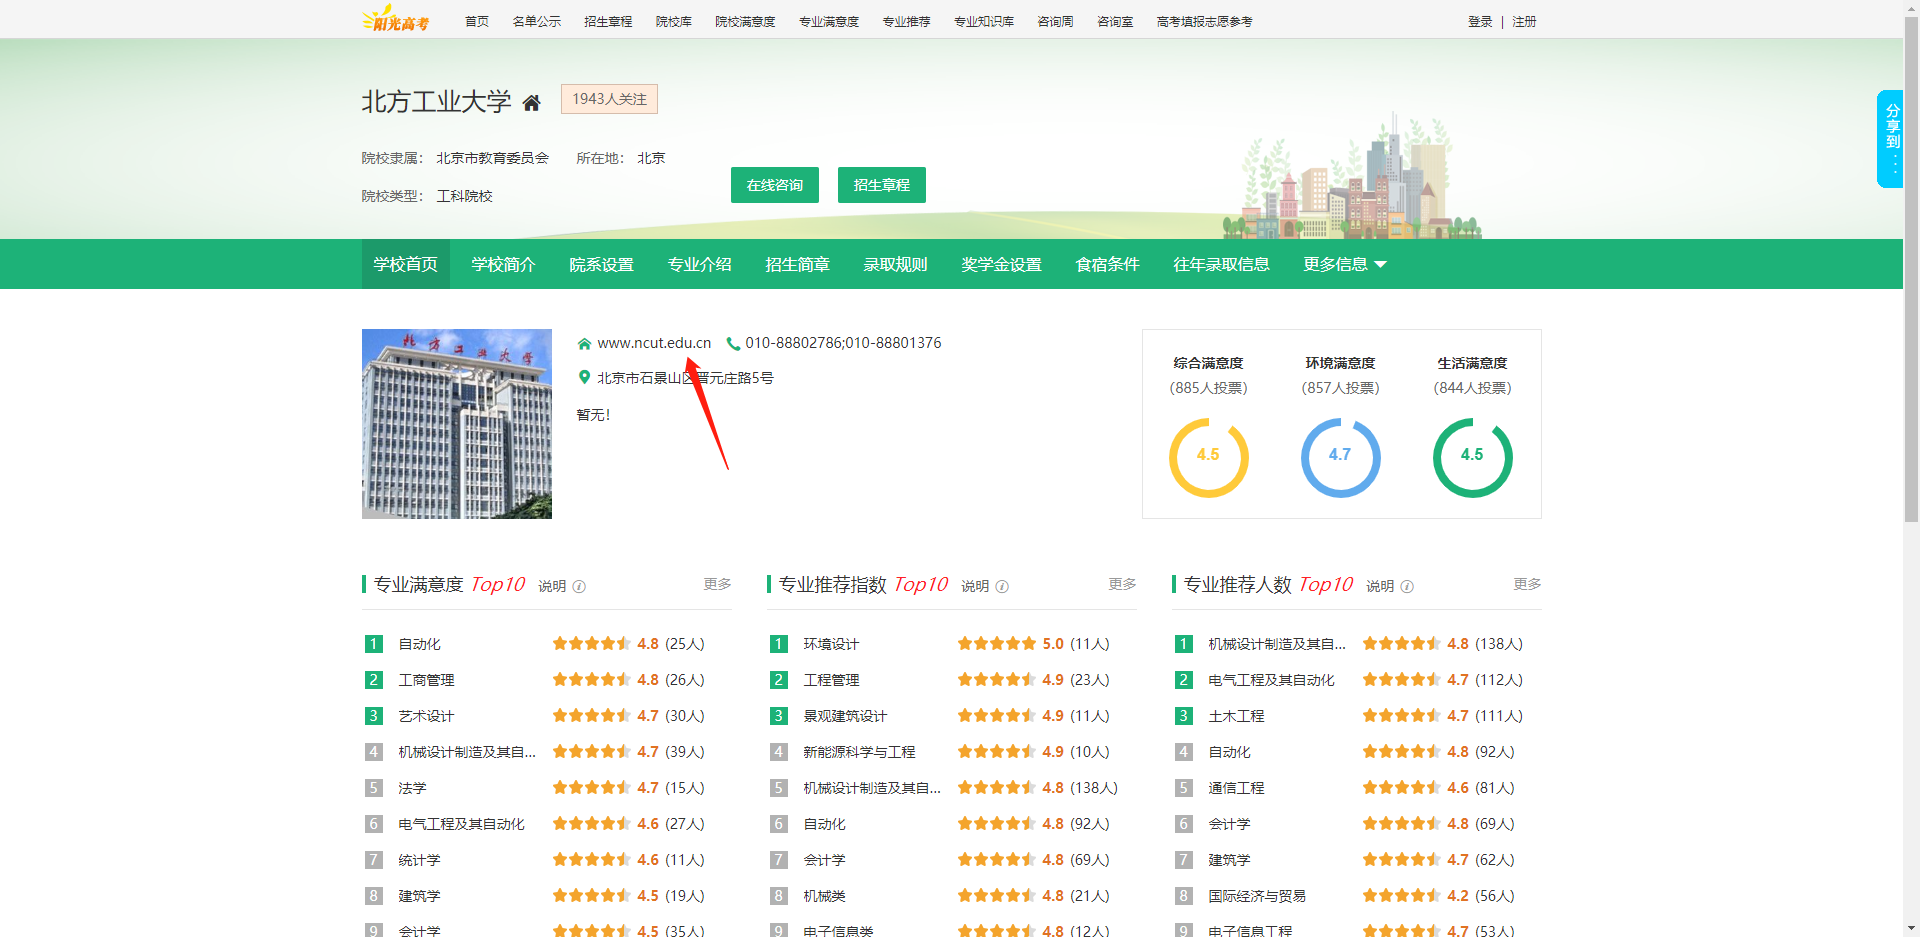 阳光高考 首页 名单公示 招生章程 院校库 院校满意度 专业满意度 专业推荐 专业知识库 咨询周 咨询室 高考填报志愿参考 登录 | 注册
北方工业大学 1943人关注
院校隶属： 北京市教育委员会 所在地： 北京
院校类型： 工科院校
在线咨询 招生章程
分享到：
学校首页 学校简介 院系设置 专业介绍 招生简章 录取规则 奖学金设置 食宿条件 往年录取信息 更多信息
北方工业大学
www.ncut.edu.cn 010-88802786;010-88801376
北京市石景山区晋元庄路5号
暂无！
综合满意度 环境满意度 生活满意度
(885人投票) (857人投票) (844人投票)
4.5 4.7 4.5
专业满意度 Top10 说明 更多
1 自动化 4.8 (25人)
2 工商管理 4.8 (26人)
3 艺术设计 4.7 (30人)
4 机械设计制造及其自... 4.7 (39人)
5 法学 4.7 (15人)
6 电气工程及其自动化 4.6 (27人)
7 统计学 4.6 (11人)
8 建筑学 4.5 (19人)
9 会计学 4.5 (35人)
专业推荐指数 Top10 说明 更多
1 环境设计 5.0 (11人)
2 工程管理 4.9 (23人)
3 景观建筑设计 4.9 (11人)
4 新能源科学与工程 4.9 (10人)
5 机械设计制造及其自... 4.8 (138人)
6 自动化 4.8 (92人)
7 会计学 4.8 (69人)
8 机械类 4.8 (21人)
9 电子信息类 4.8 (12人)
专业推荐人数 Top10 说明 更多
1 机械设计制造及其自... 4.8 (138人)
2 电气工程及其自动化 4.7 (112人)
3 土木工程 4.7 (111人)
4 自动化 4.8 (92人)
5 通信工程 4.6 (81人)
6 会计学 4.8 (69人)
7 建筑学 4.7 (62人)
8 国际经济与贸易 4.2 (56人)
9 电子信息工程 4.7 (53人)